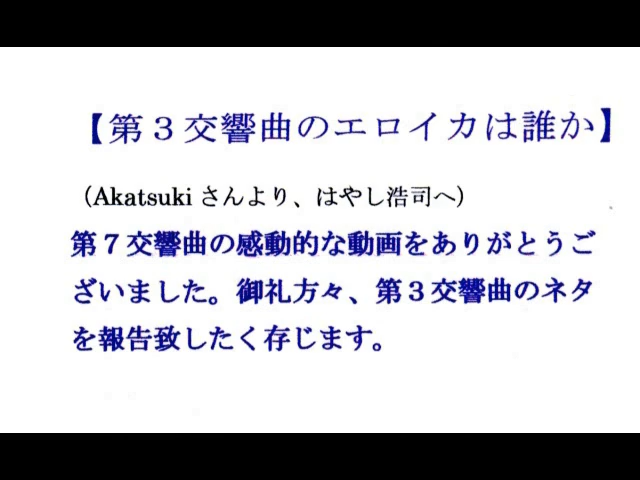 【第３交響曲のエロイカは誰か】
（Akatsuki さんより、はやし浩司へ）
第７交響曲の感動的な動画をありがとうご
ざいました。御礼方々、第３交響曲のネタ
を報告致したく存じます。